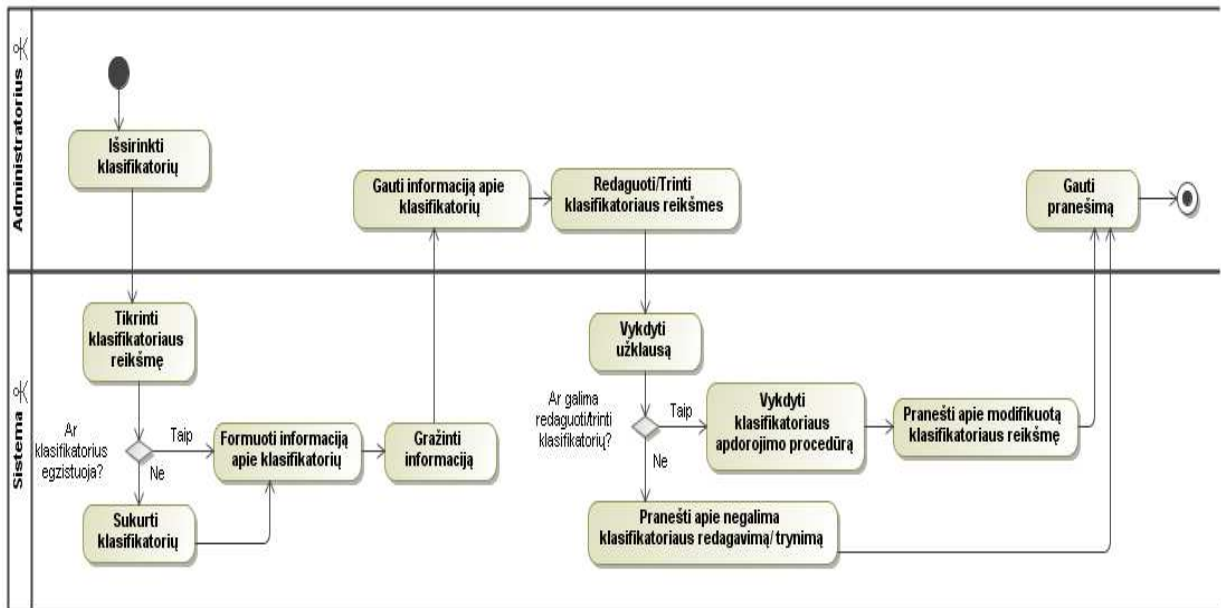 Administratorius
Išsirinkti
klasifikatorių
Gauti informaciją apie
klasifikatorių
Redaguoti/Trinti
klasifikatoriaus reikšmes
Gauti
pranešimą
Sistema
Tikrinti
klasifikatoriaus
reikšmę
Ar
klasifikatorius
egzistuoja?
Taip
Ne
Sukurti
klasifikatorių
Formuoti informaciją
apie klasifikatorių
Gražinti
informaciją
Vykdyti
užklausą
Ar galima
redaguoti/trinti
klasifikatorių?
Taip
Ne
Vykdyti
klasifikatoriaus
apdorojimo procedūrą
Pranešti apie modifikuotą
klasifikatoriaus reikšmę
Pranešti apie negalima
klasifikatoriaus redagavimą/ trynimą